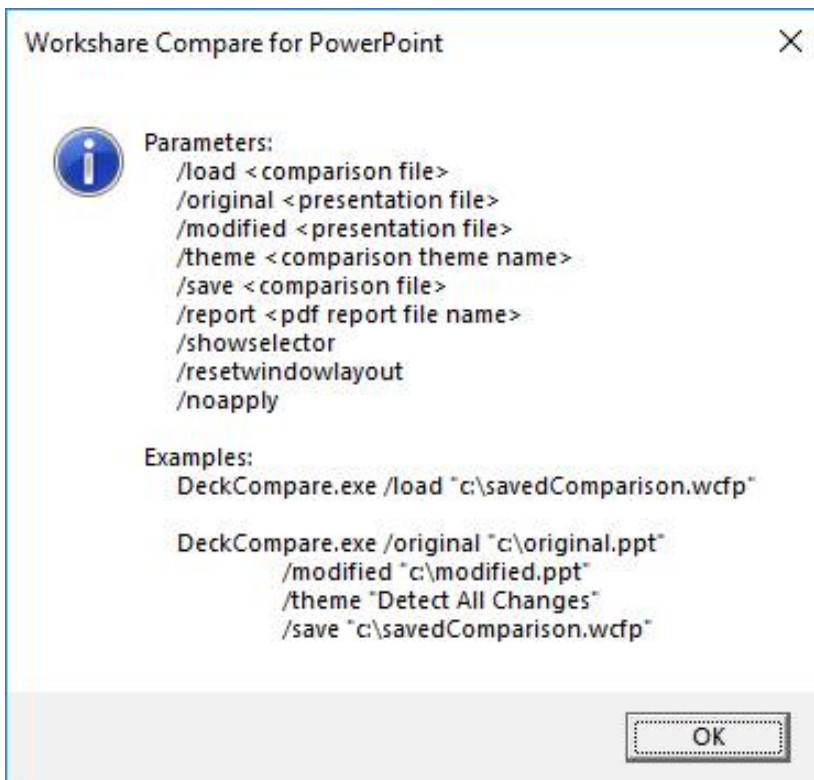 Workshare Compare for PowerPoint
Parameters:
/load <comparison file>
/original <presentation file>
/modified <presentation file>
/theme <comparison theme name>
/save <comparison file>
/report <pdf report file name>
/showselector
/resetwindowlayout
/noapply
Examples:
DeckCompare.exe /load "c:\savedComparison.wcfp"
DeckCompare.exe /original "c:\original.ppt"
/modified "c:\modified.ppt"
/theme "Detect All Changes"
/save "c:\savedComparison.wcfp"
OK